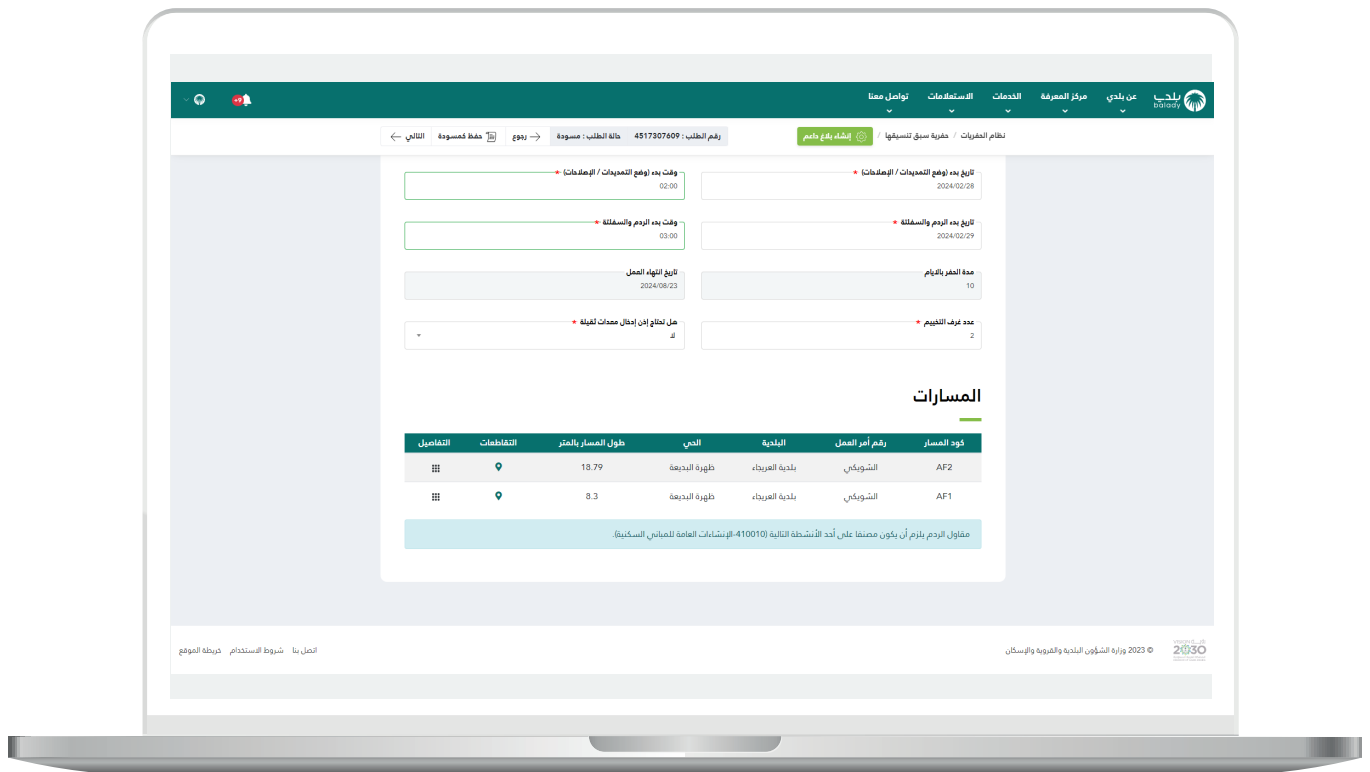 بلدي balady عن بلدي مركز المعرفة الخدمات الاستعلامات تواصل معنا +9
نظام الحفريات / حفرية سبق تنسيقها / إنشاء بلاغ داعم رقم الطلب : 4517307609 حالة الطلب : مسودة رجوع حفظ كمسودة التالي
تاريخ بدء (وضع التمديدات / الإصلاحات) * وقت بدء (وضع التمديدات / الإصلاحات) *
2024/02/28 02:00
تاريخ بدء الردم والسفلتة * وقت بدء الردم والسفلتة *
2024/02/29 03:00
مدة الحفر بالايام تاريخ انتهاء العمل
10 2024/08/23
عدد غرف التخييم * هل تحتاج إذن إدخال معدات ثقيلة *
2 لا
المسارات
كود المسار رقم أمر العمل البلدية الحي طول المسار بالمتر التقاطعات التفاصيل
AF2 الشويكي بلدية العريجاء ظهرة البديعة 18.79
AF1 الشويكي بلدية العريجاء ظهرة البديعة 8.3
مقاول الردم يلزم أن يكون مصنفا على أحد الأنشطة التالية (410010-الإنشاءات العامة للمباني السكنية).
2030 © 2023 وزارة الشؤون البلدية والقروية والإسكان اتصل بنا شروط الاستخدام خريطة الموقع